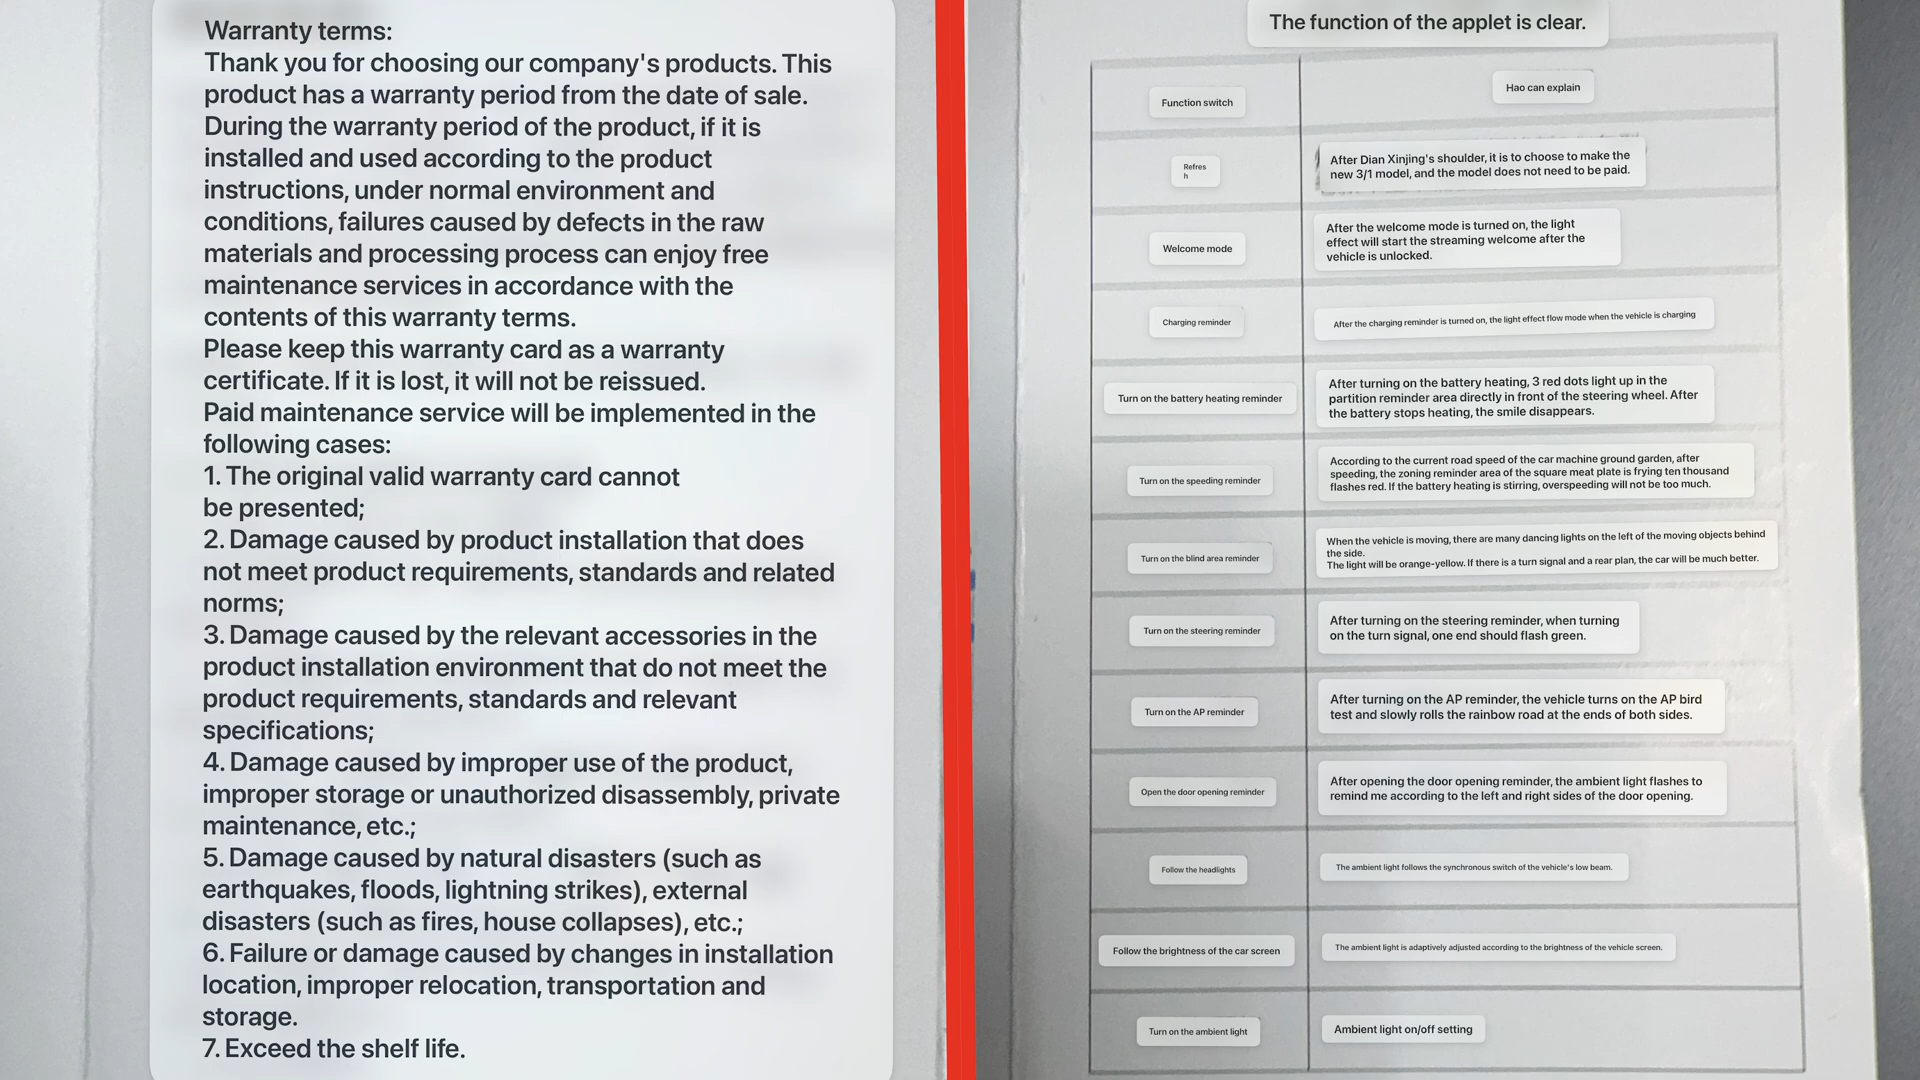 Warranty terms:
Thank you for choosing our company's products. This
product has a warranty period from the date of sale.
During the warranty period of the product, if it is
installed and used according to the product
instructions, under normal environment and
conditions, failures caused by defects in the raw
materials and processing process can enjoy free
maintenance services in accordance with the
contents of this warranty terms.
Please keep this warranty card as a warranty
certificate. If it is lost, it will not be reissued.
Paid maintenance service will be implemented in the
following cases:
1. The original valid warranty card cannot
be presented;
2. Damage caused by product installation that does
not meet product requirements, standards and related
norms;
3. Damage caused by the relevant accessories in the
product installation environment that do not meet the
product requirements, standards and relevant
specifications;
4. Damage caused by improper use of the product,
improper storage or unauthorized disassembly, private
maintenance, etc.;
5. Damage caused by natural disasters (such as
earthquakes, floods, lightning strikes), external
disasters (such as fires, house collapses), etc.;
6. Failure or damage caused by changes in installation
location, improper relocation, transportation and
storage.
7. Exceed the shelf life.
The function of the applet is clear.
Function switch
Hao can explain
Refres
h
After Dian Xinjing's shoulder, it is to choose to make the
new 3/1 model, and the model does not need to be paid.
Welcome mode
After the welcome mode is turned on, the light
effect will start the streaming welcome after the
vehicle is unlocked.
Charging reminder
After the charging reminder is turned on, the light effect flow mode when the vehicle is charging
Turn on the battery heating reminder
After turning on the battery heating, 3 red dots light up in the
partition reminder area directly in front of the steering wheel. After
the battery stops heating, the smile disappears.
Turn on the speeding reminder
According to the current road speed of the car machine ground garden, after
speeding, the zoning reminder area of the square meat plate is frying ten thousand
flashes red. If the battery heating is stirring, overspeeding will not be too much.
Turn on the blind area reminder
When the vehicle is moving, there are many dancing lights on the left of the moving objects behind
the side.
The light will be orange-yellow. If there is a turn signal and a rear plan, the car will be much better.
Turn on the steering reminder
After turning on the steering reminder, when turning
on the turn signal, one end should flash green.
Turn on the AP reminder
After turning on the AP reminder, the vehicle turns on the AP bird
test and slowly rolls the rainbow road at the ends of both sides.
Open the door opening reminder
After opening the door opening reminder, the ambient light flashes to
remind me according to the left and right sides of the door opening.
Follow the headlights
The ambient light follows the synchronous switch of the vehicle's low beam.
Follow the brightness of the car screen
The ambient light is adaptively adjusted according to the brightness of the vehicle screen.
Turn on the ambient light
Ambient light on/off setting